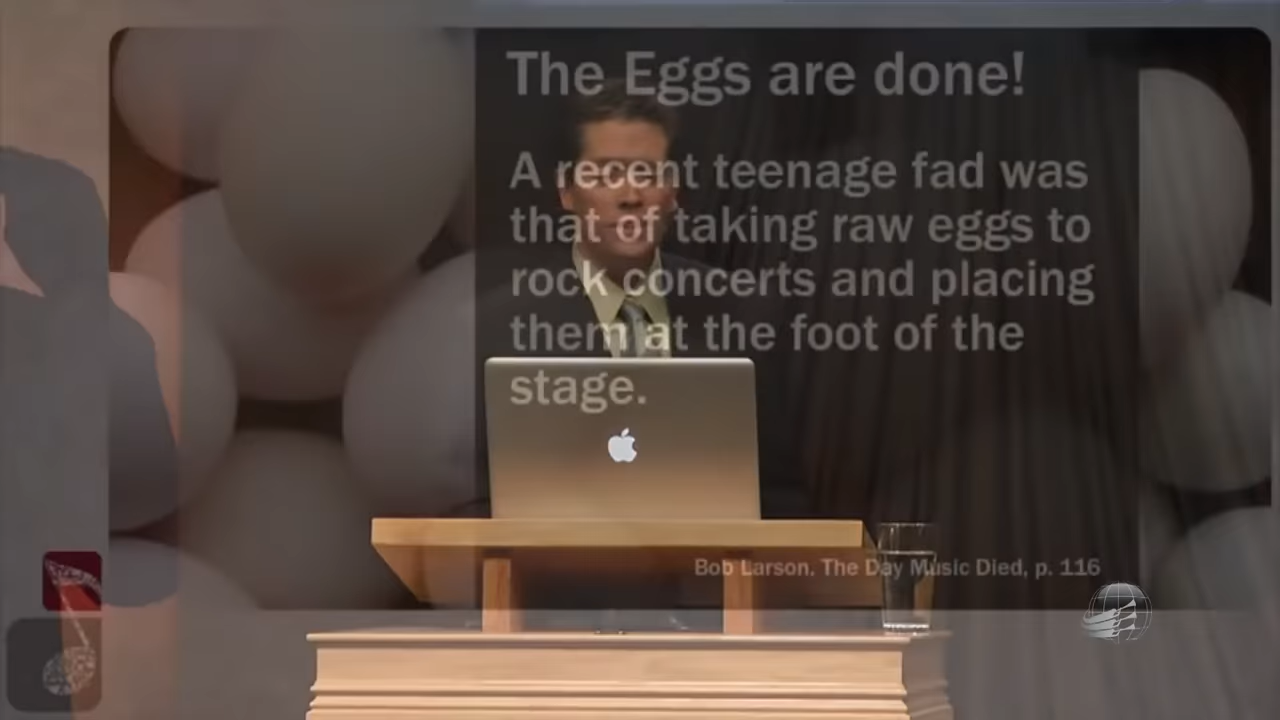 The Eggs are done!
A recent teenage fad was
that of taking raw eggs to
rock concerts and placing
them at the foot of the
stage.
Bob Larson, The Day Music Died, p. 116